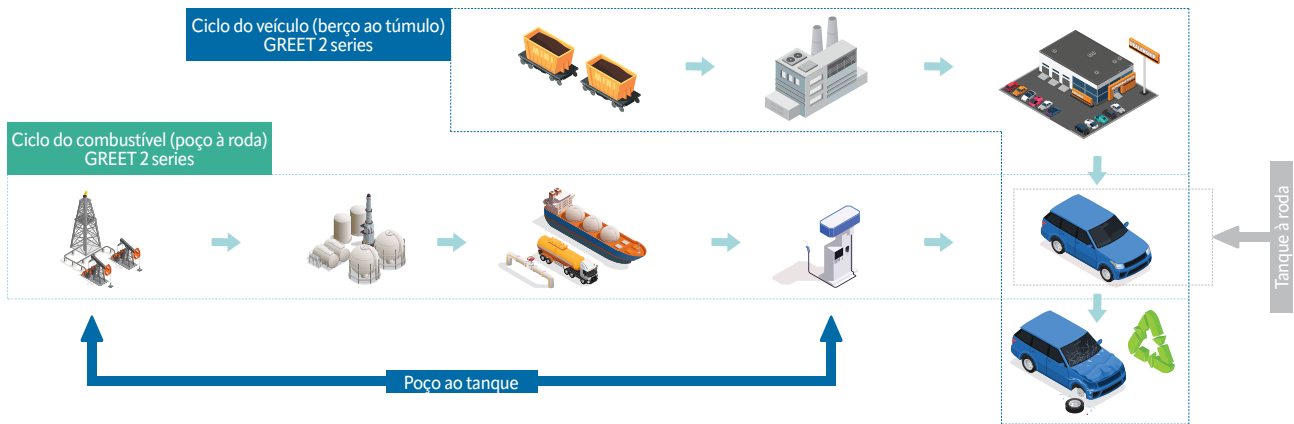 Ciclo do veículo (berço ao túmulo)
GREET 2 series
Ciclo do combustível (poço à roda)
GREET 2 series
Tanque à roda
Poço ao tanque